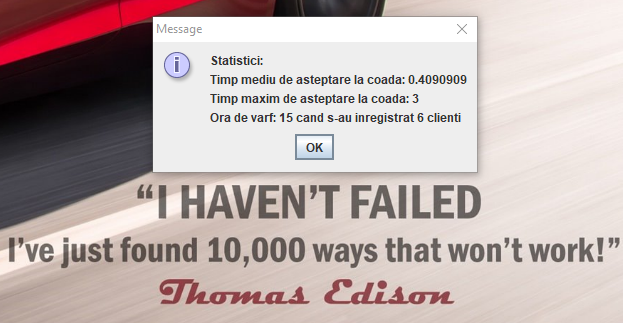 Message
Statistici:
Timp mediu de asteptare la coada: 0.4090909
Timp maxim de asteptare la coada: 3
Ora de varf: 15 cand s-au inregistrat 6 clienti
OK
“I HAVEN’T FAILED
I’ve just found 10,000 ways that won’t work!”
Thomas Edison